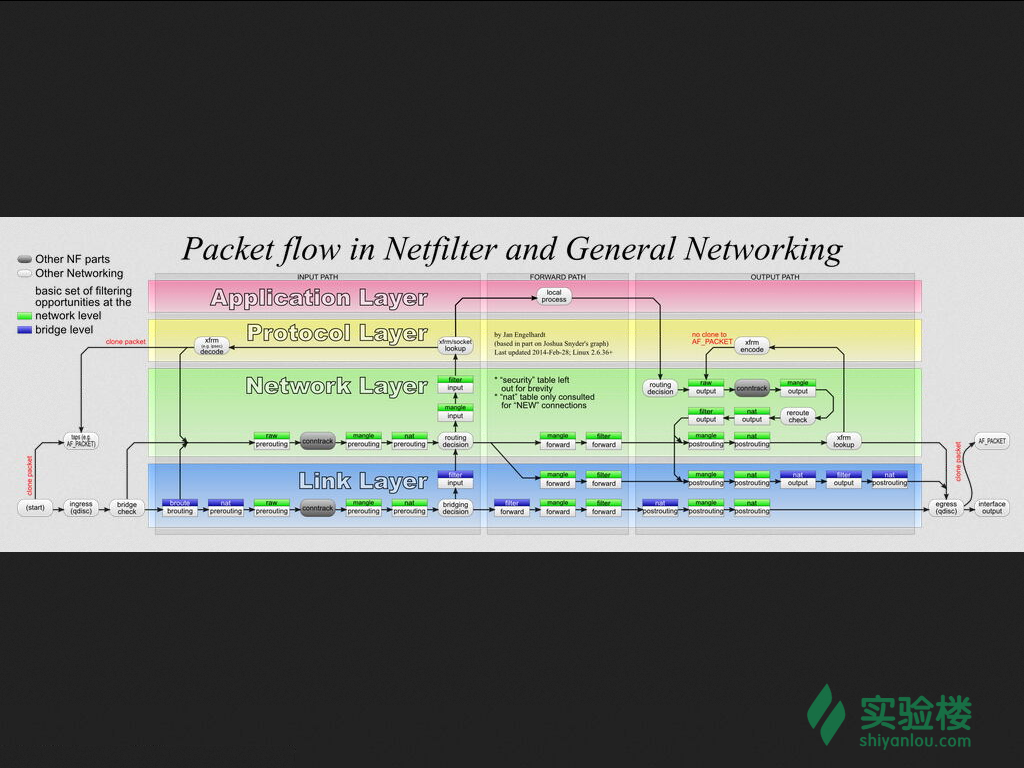 Packet flow in Netfilter and General Networking
Other NF parts
Other Networking
basic set of filtering
opportunities at the
network level
bridge level
INPUT PATH
FORWARD PATH
OUTPUT PATH
Application Layer
local
process
Protocol Layer
clone packet
xfrm
(e.g. ipsec)
decode
xfrm/socket
lookup
by Jan Engelhardt
(based in part on Joshua Snyder's graph)
Last updated 2014-Feb-28; Linux 2.6.36+
no clone to
AF_PACKET
xfrm
encode
Network Layer
filter
input
mangle
input
* "security" table left
out for brevity
* "nat" table only consulted
for "NEW" connections
routing
decision
raw
output
conntrack
mangle
output
filter
output
nat
output
reroute
check
taps (e.g.
AF_PACKET)
raw
prerouting
conntrack
mangle
prerouting
nat
prerouting
routing
decision
mangle
forward
filter
forward
mangle
postrouting
nat
postrouting
xfrm
lookup
AF_PACKET
clone packet
clone packet
Link Layer
filter
input
mangle
forward
filter
forward
mangle
postrouting
nat
postrouting
nat
output
filter
output
nat
postrouting
(start)
ingress
(qdisc)
bridge
check
broute
brouting
nat
prerouting
raw
prerouting
conntrack
mangle
prerouting
nat
prerouting
bridging
decision
filter
forward
mangle
forward
filter
forward
nat
postrouting
mangle
postrouting
nat
postrouting
egress
(qdisc)
interface
output
实验楼
shiyanlou.com